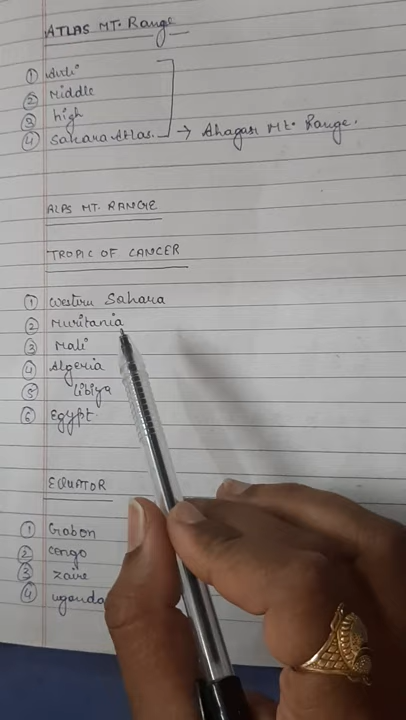 ATLAS MT. Range
① Anti
② Middle
③ high
④ Sahara Atlas. → Ahagar Mt. Range.
ALPS MT. RANGE
TROPIC OF CANCER
① Western Sahara
② Muritania
③ Mali
④ Algeria
⑤ libiya
⑥ Egypt
EQUATOR
① Gabon
② Congo
③ Zaire
④ uganda